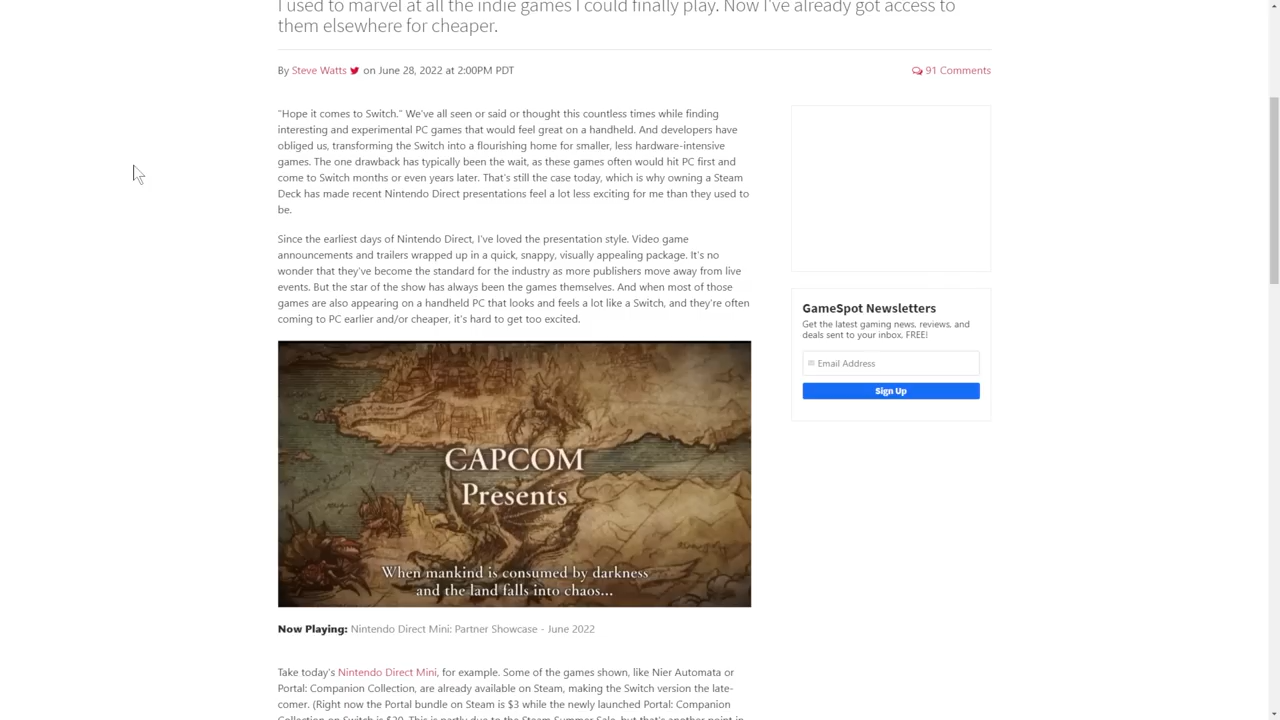 I used to marvel at all the indie games I could finally play. Now I've already got access to
them elsewhere for cheaper.
By Steve Watts on June 28, 2022 at 2:00PM PDT
91 Comments
"Hope it comes to Switch." We've all seen or said or thought this countless times while finding
interesting and experimental PC games that would feel great on a handheld. And developers have
obliged us, transforming the Switch into a flourishing home for smaller, less hardware-intensive
games. The one drawback has typically been the wait, as these games often would hit PC first and
come to Switch months or even years later. That's still the case today, which is why owning a Steam
Deck has made recent Nintendo Direct presentations feel a lot less exciting for me than they used to
be.
Since the earliest days of Nintendo Direct, I've loved the presentation style. Video game
announcements and trailers wrapped up in a quick, snappy, visually appealing package. It's no
wonder that they've become the standard for the industry as more publishers move away from live
events. But the star of the show has always been the games themselves. And when most of those
games are also appearing on a handheld PC that looks and feels a lot like a Switch, and they're often
coming to PC earlier and/or cheaper, it's hard to get too excited.
CAPCOM
Presents
When mankind is consumed by darkness
and the land falls into chaos...
Now Playing: Nintendo Direct Mini: Partner Showcase - June 2022
Take today's Nintendo Direct Mini, for example. Some of the games shown, like Nier Automata or
Portal: Companion Collection, are already available on Steam, making the Switch version the late-
comer. (Right now the Portal bundle on Steam is $3 while the newly launched Portal: Companion
Collection on Switch is $20. This is partly due to the Steam Summer Sale, but that's another point in
GameSpot Newsletters
Get the latest gaming news, reviews, and
deals sent to your inbox, FREE!
Email Address
Sign Up